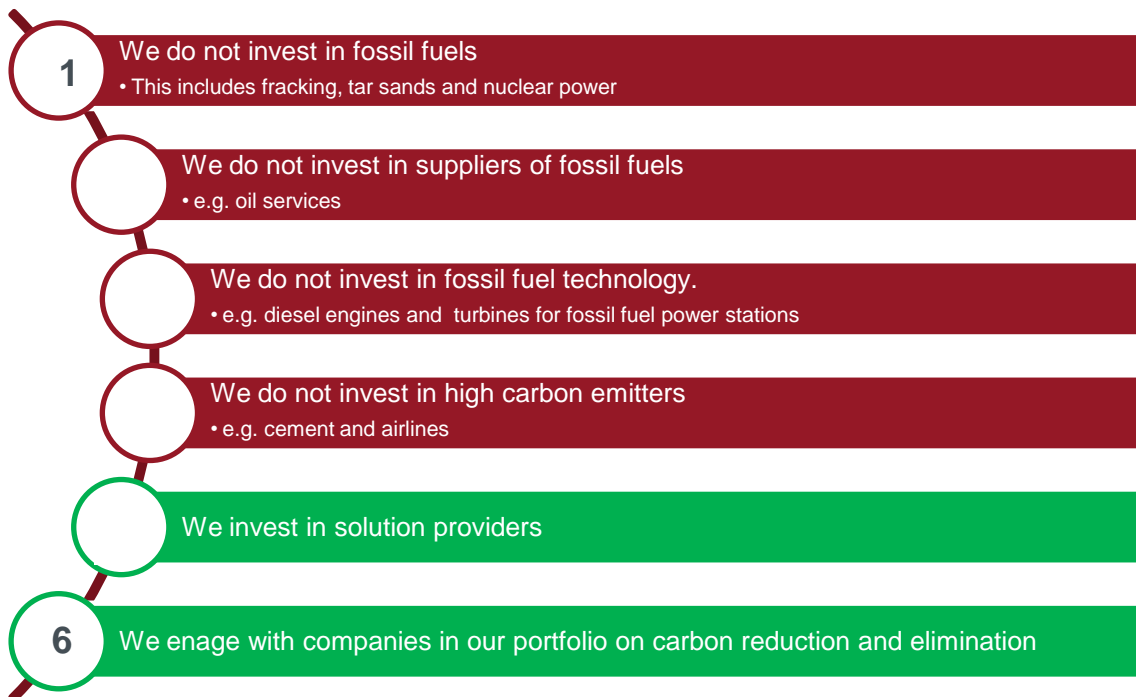 1
We do not invest in fossil fuels
• This includes fracking, tar sands and nuclear power
We do not invest in suppliers of fossil fuels
• e.g. oil services
We do not invest in fossil fuel technology.
• e.g. diesel engines and turbines for fossil fuel power stations
We do not invest in high carbon emitters
• e.g. cement and airlines
We invest in solution providers
6
We enage with companies in our portfolio on carbon reduction and elimination